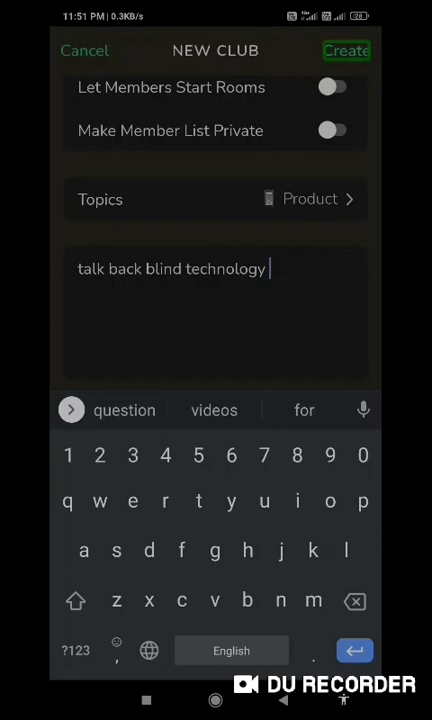 11:51 PM | 0.3KB/s
Cancel NEW CLUB Create
Let Members Start Rooms
Make Member List Private
Topics Product
talk back blind technology
question videos for
1 2 3 4 5 6 7 8 9 0
q w e r t y u i o p
a s d f g h j k l
z x c v b n m
?123 , English .
DU RECORDER